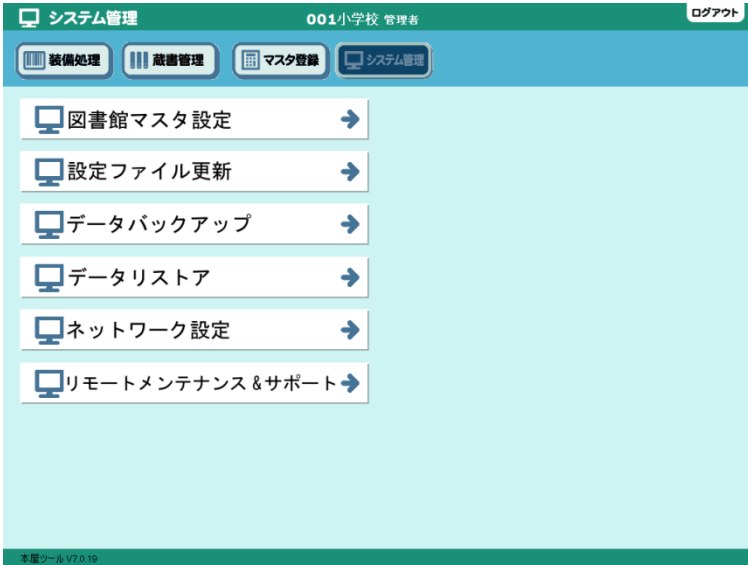 システム管理 001小学校 管理者 ログアウト
装備処理 蔵書管理 マスタ登録 システム管理
図書館マスタ設定
設定ファイル更新
データバックアップ
データリストア
ネットワーク設定
リモートメンテナンス&サポート
本屋ツール V7.0.19